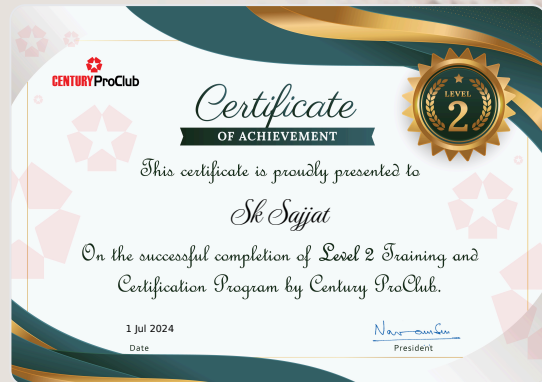 CENTURY ProClub
Certificate
OF ACHIEVEMENT
LEVEL
2
This certificate is proudly presented to
Sk Sajjat
On the successful completion of Level 2 Training and
Certification Program by Century ProClub.
1 Jul 2024
Date
President